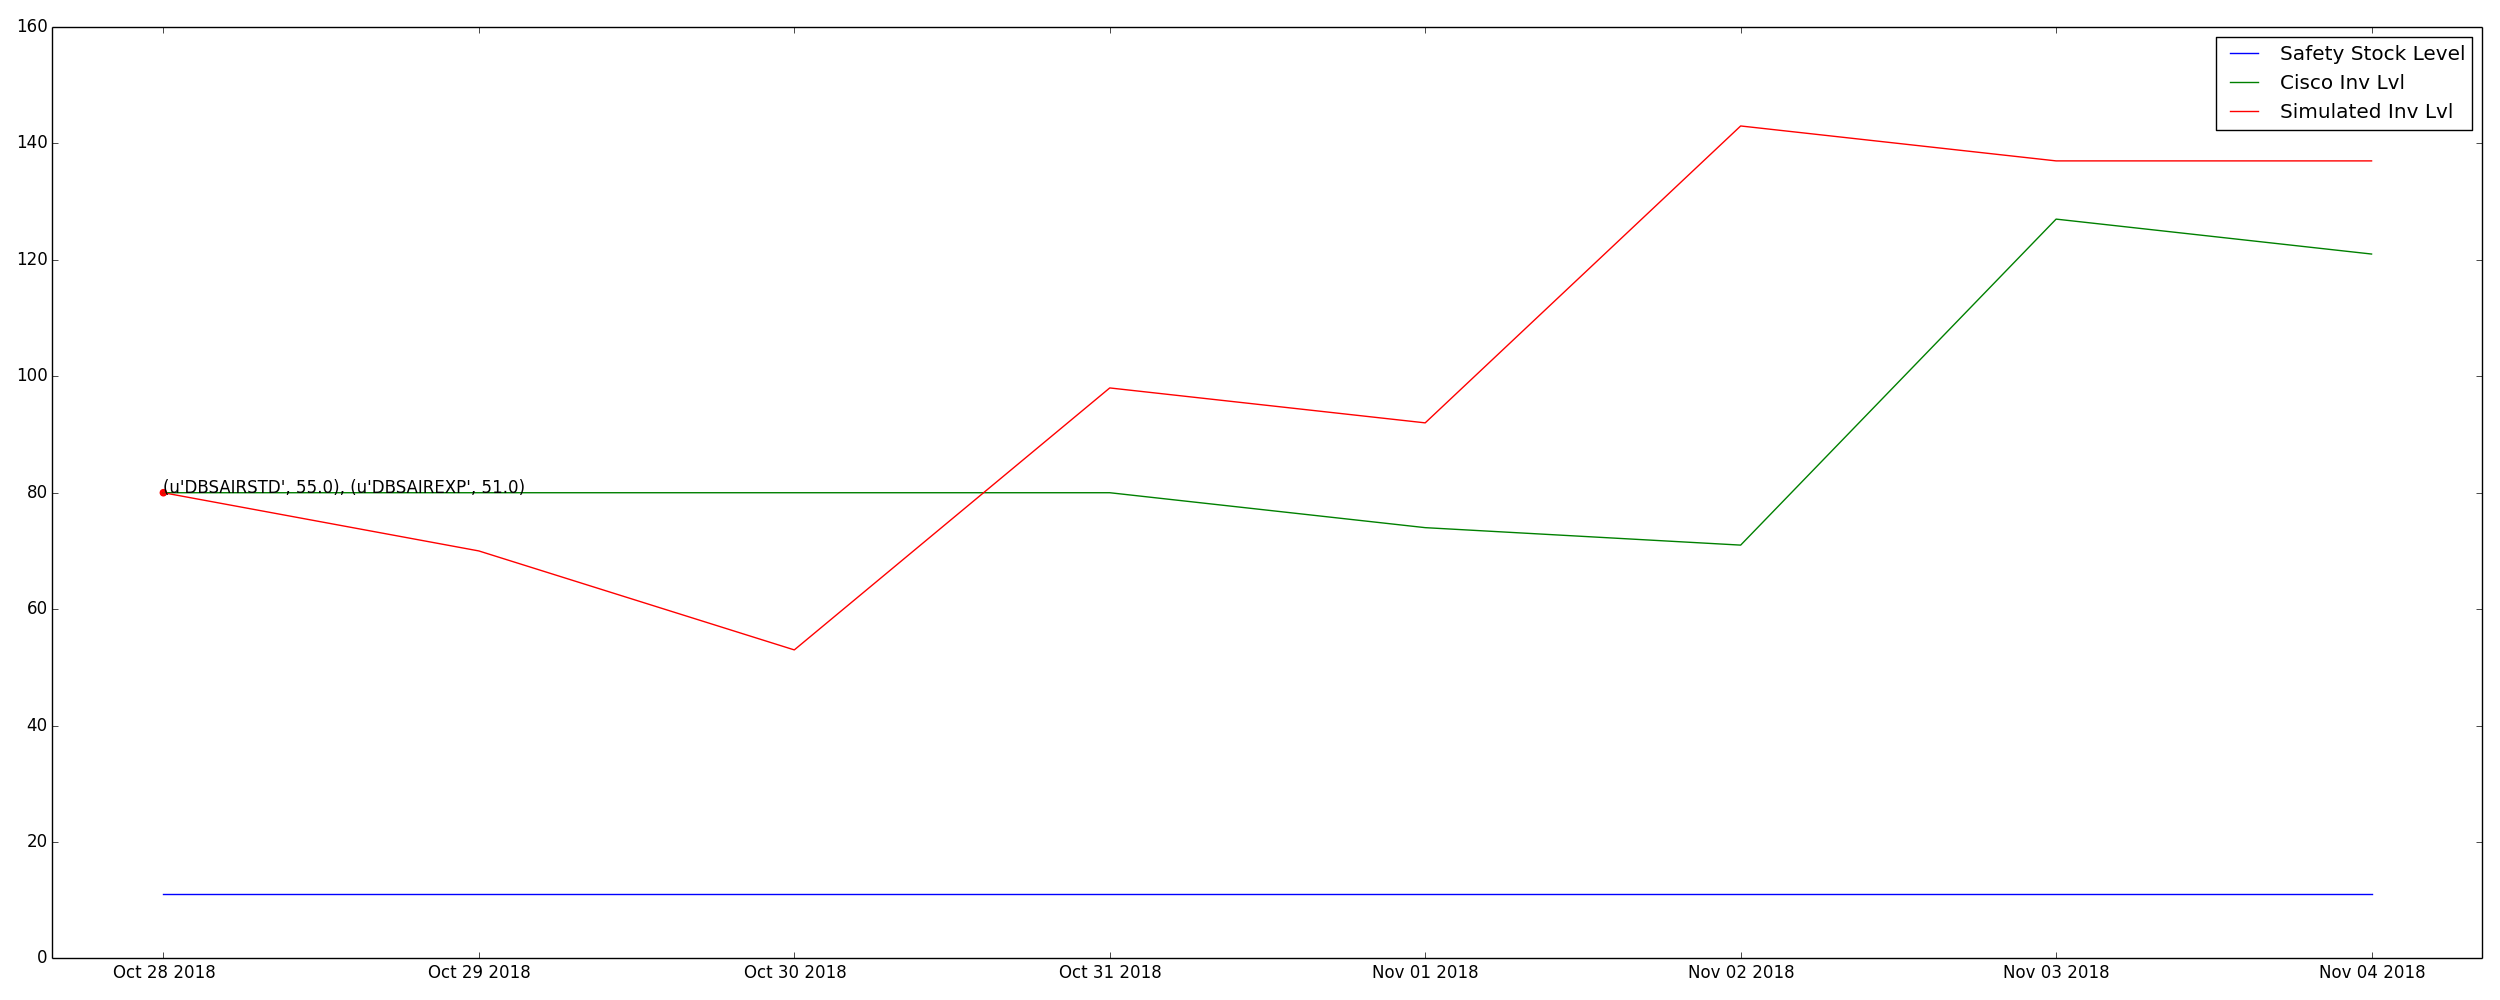 160
140
120
100
80
60
40
20
0
Safety Stock Level
Cisco Inv Lvl
Simulated Inv Lvl
(u'DBSAIRSTD', 55.0), (u'DBSAIREXP', 51.0)
Oct 28 2018 Oct 29 2018 Oct 30 2018 Oct 31 2018 Nov 01 2018 Nov 02 2018 Nov 03 2018 Nov 04 2018